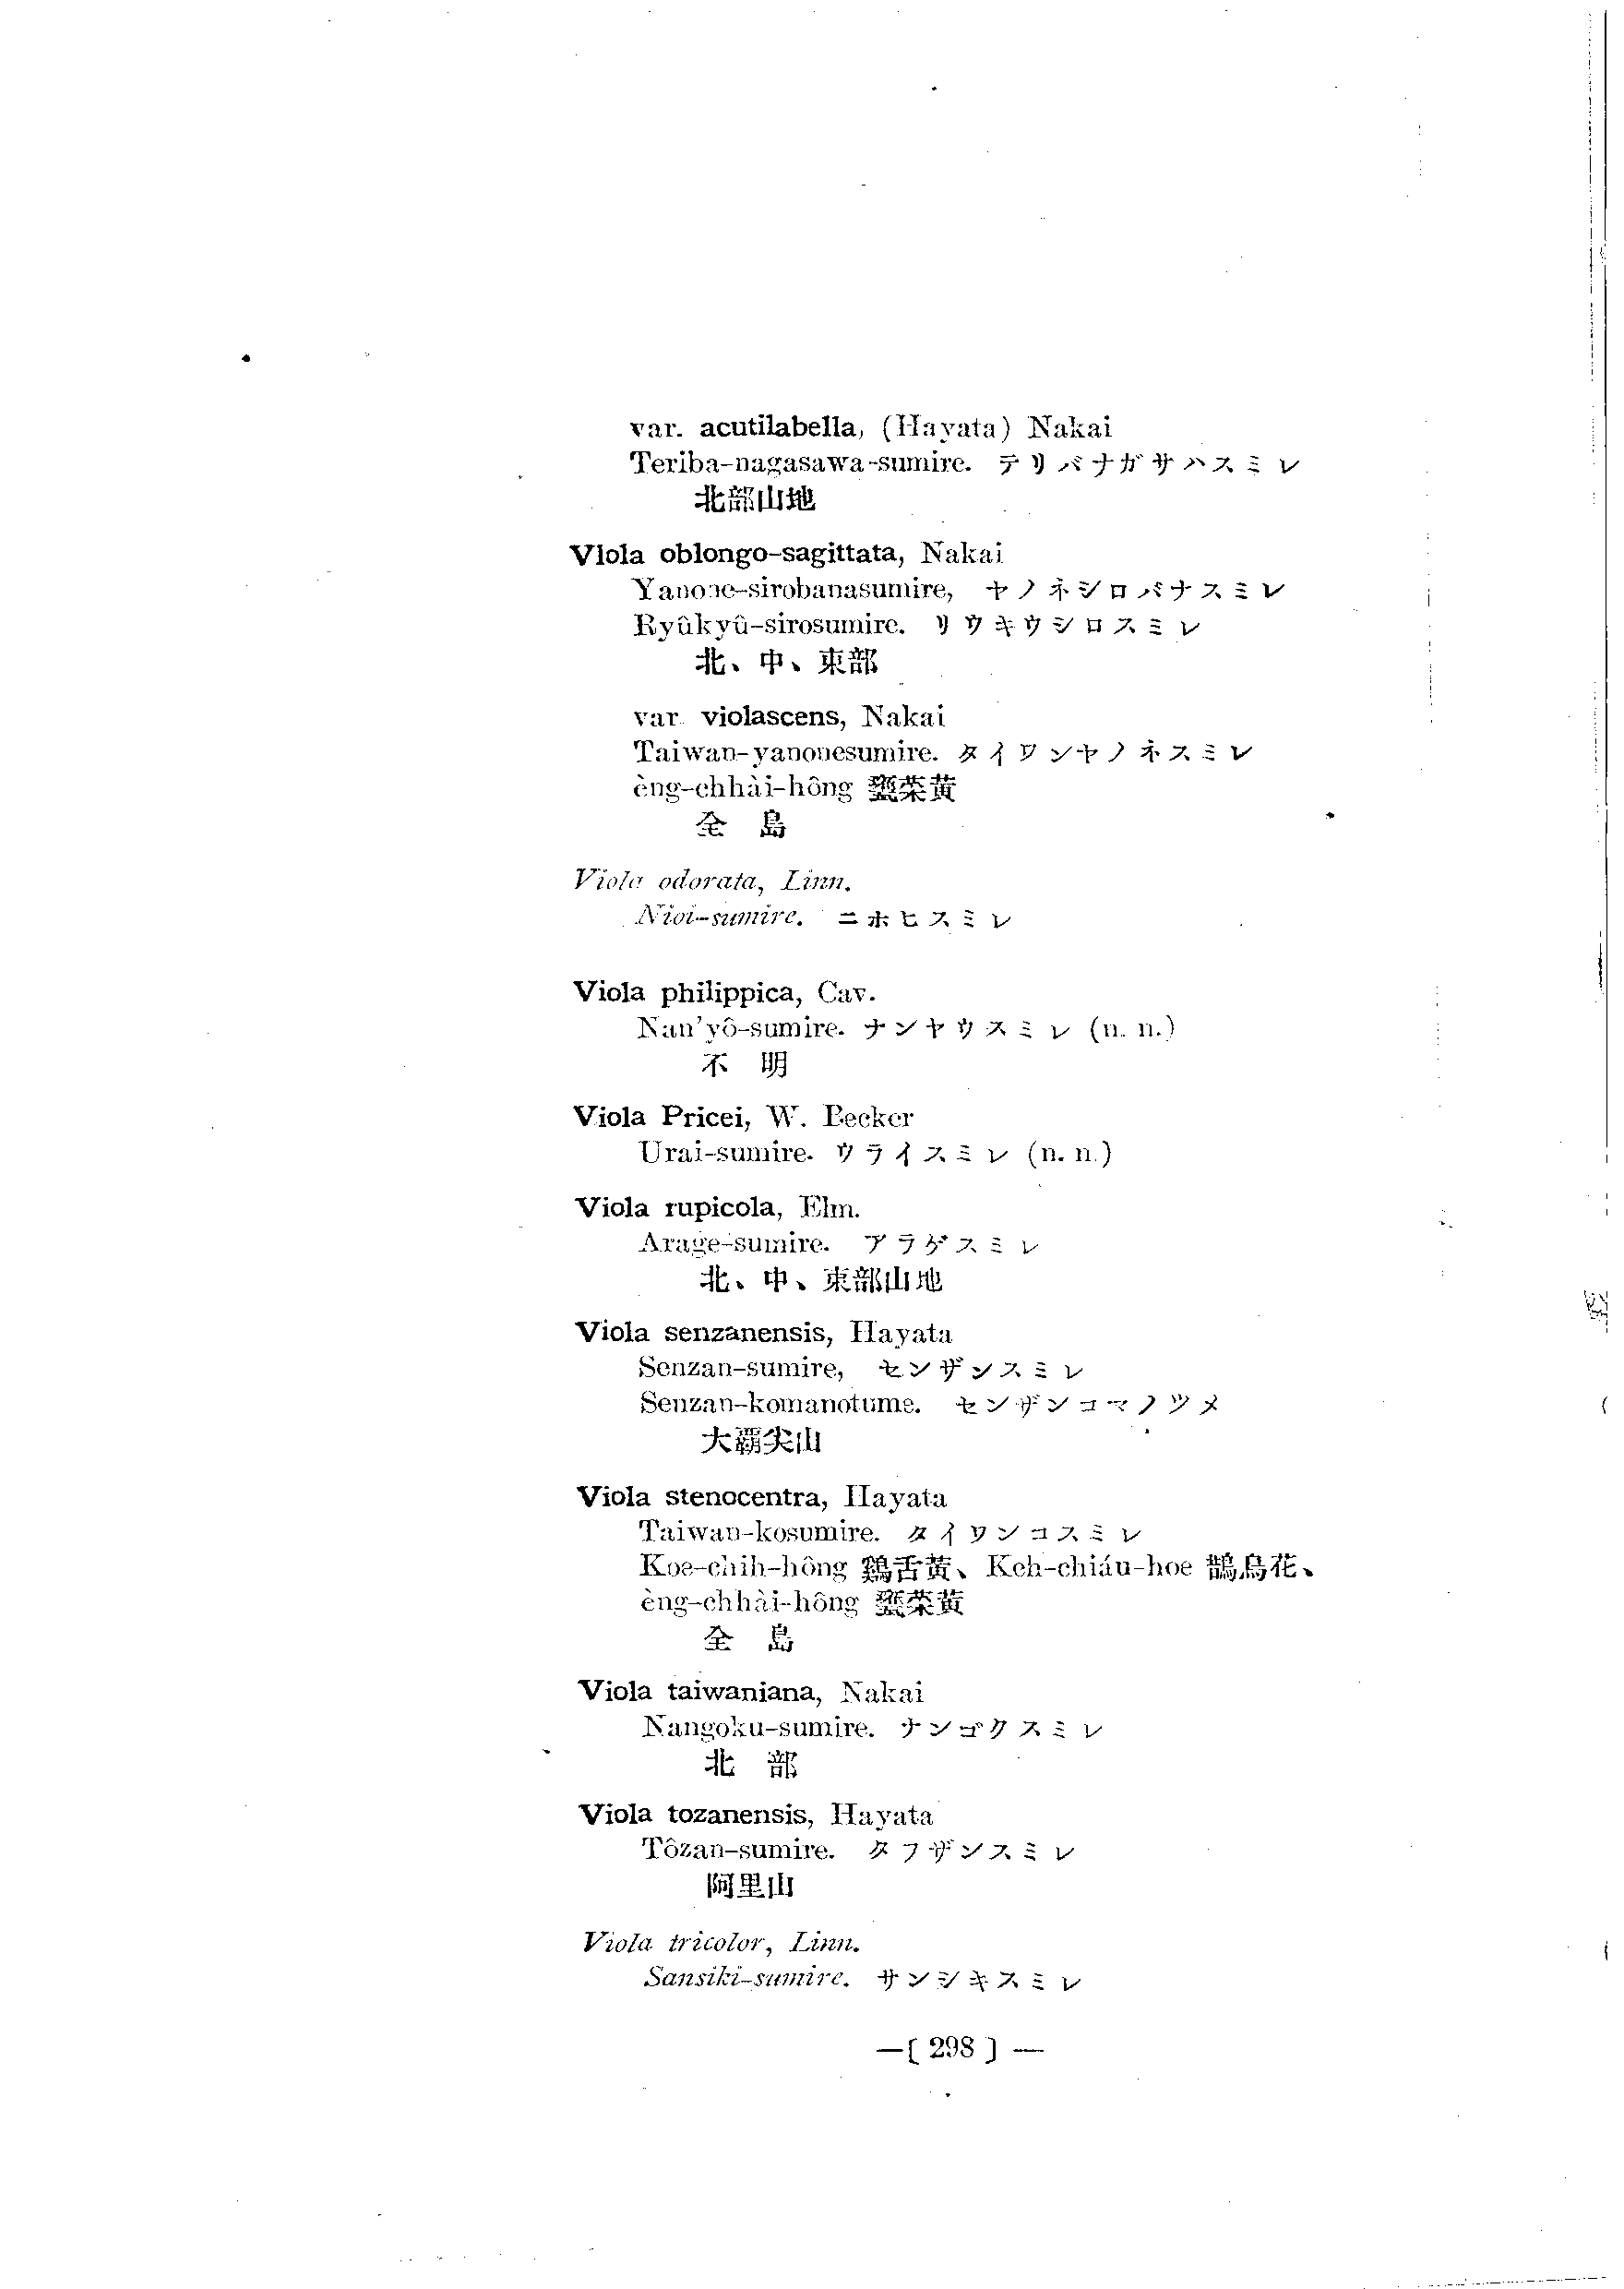 var. acutilabella, (Hayata) Nakai
Teriba-nagasawa-sumire. テリバナガサハスミレ
北部山地
Viola oblongo-sagittata, Nakai
Yanone-sirobanasumire, ヤノネシロバナスミレ
Ryûkyû-sirosumire. リウキウシロスミレ
北、中、東部
var. violascens, Nakai
Taiwan-yanonesumire. タイワンヤノネスミレ
èng-chhài-hông 甕菜黄
全 島
Viola odorata, Linn.
Nioi-sumire. ニホヒスミレ
Viola philippica, Cav.
Nan'yô-sumire. ナンヤウスミレ (n. n.)
不 明
Viola Pricei, W. Becker
Urai-sumire. ウライスミレ (n. n.)
Viola rupicola, Elm.
Arage-sumire. アラゲスミレ
北、中、東部山地
Viola senzanensis, Hayata
Senzan-sumire, センザンスミレ
Senzan-komanotume. センザンコマノツメ
大覇尖山
Viola stenocentra, Hayata
Taiwan-kosumire. タイワンコスミレ
Koe-chih-hông 鷄舌黄、 Keh-chiáu-hoe 鵲鳥花、
èng-chhài-hông 甕菜黄
全 島
Viola taiwaniana, Nakai
Nangoku-sumire. ナンゴクスミレ
北 部
Viola tozanensis, Hayata
Tôzan-sumire. タフザンスミレ
阿里山
Viola tricolor, Linn.
Sansiki-sumire. サンシキスミレ
—[ 298 ]—